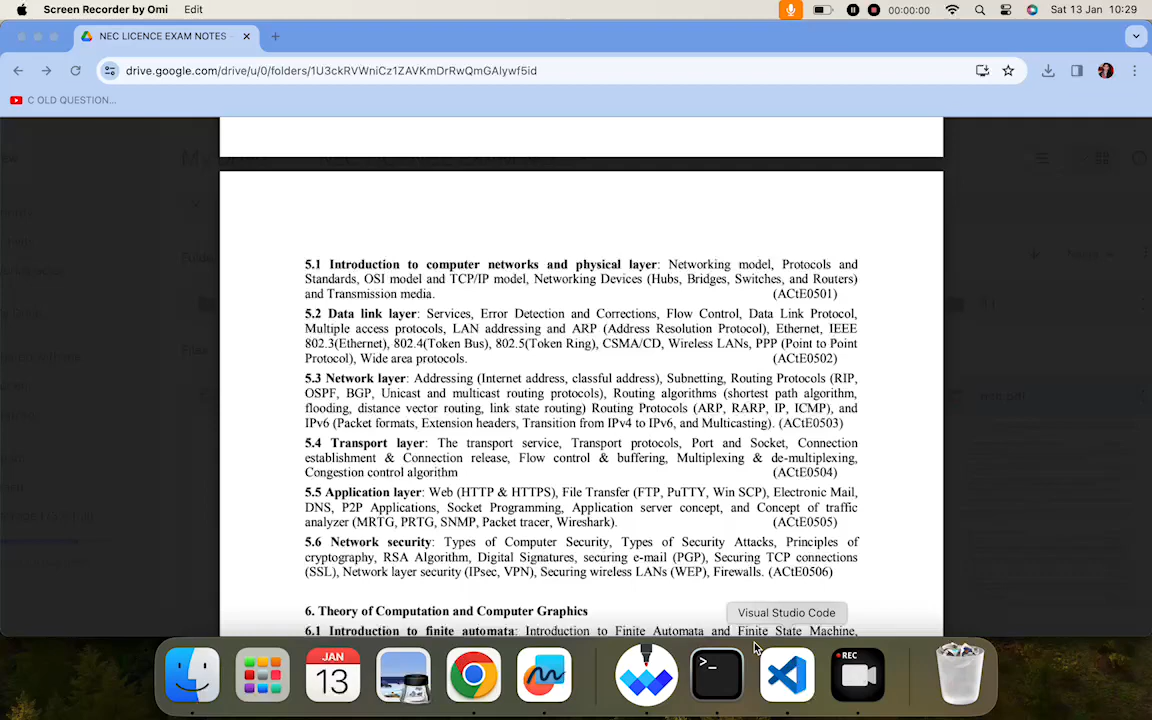 Screen Recorder by Omi Edit 00:00:00 Sat 13 Jan 10:29
NEC LICENCE EXAM NOTES
drive.google.com/drive/u/0/folders/1U3ckRVWniCz1ZAVKmDrRwQmGAlywf5id
C OLD QUESTION...
5.1 Introduction to computer networks and physical layer: Networking model, Protocols and
Standards, OSI model and TCP/IP model, Networking Devices (Hubs, Bridges, Switches, and Routers)
and Transmission media. (ACtE0501)
5.2 Data link layer: Services, Error Detection and Corrections, Flow Control, Data Link Protocol,
Multiple access protocols, LAN addressing and ARP (Address Resolution Protocol), Ethernet, IEEE
802.3(Ethernet), 802.4(Token Bus), 802.5(Token Ring), CSMA/CD, Wireless LANs, PPP (Point to Point
Protocol), Wide area protocols. (ACtE0502)
5.3 Network layer: Addressing (Internet address, classful address), Subnetting, Routing Protocols (RIP,
OSPF, BGP, Unicast and multicast routing protocols), Routing algorithms (shortest path algorithm,
flooding, distance vector routing, link state routing) Routing Protocols (ARP, RARP, IP, ICMP), and
IPv6 (Packet formats, Extension headers, Transition from IPv4 to IPv6, and Multicasting). (ACtE0503)
5.4 Transport layer: The transport service, Transport protocols, Port and Socket, Connection
establishment & Connection release, Flow control & buffering, Multiplexing & de-multiplexing,
Congestion control algorithm (ACtE0504)
5.5 Application layer: Web (HTTP & HTTPS), File Transfer (FTP, PuTTY, Win SCP), Electronic Mail,
DNS, P2P Applications, Socket Programming, Application server concept, and Concept of traffic
analyzer (MRTG, PRTG, SNMP, Packet tracer, Wireshark). (ACtE0505)
5.6 Network security: Types of Computer Security, Types of Security Attacks, Principles of
cryptography, RSA Algorithm, Digital Signatures, securing e-mail (PGP), Securing TCP connections
(SSL), Network layer security (IPsec, VPN), Securing wireless LANs (WEP), Firewalls. (ACtE0506)
6. Theory of Computation and Computer Graphics
Visual Studio Code
6.1 Introduction to finite automata: Introduction to Finite Automata and Finite State Machine,
JAN
13
REC